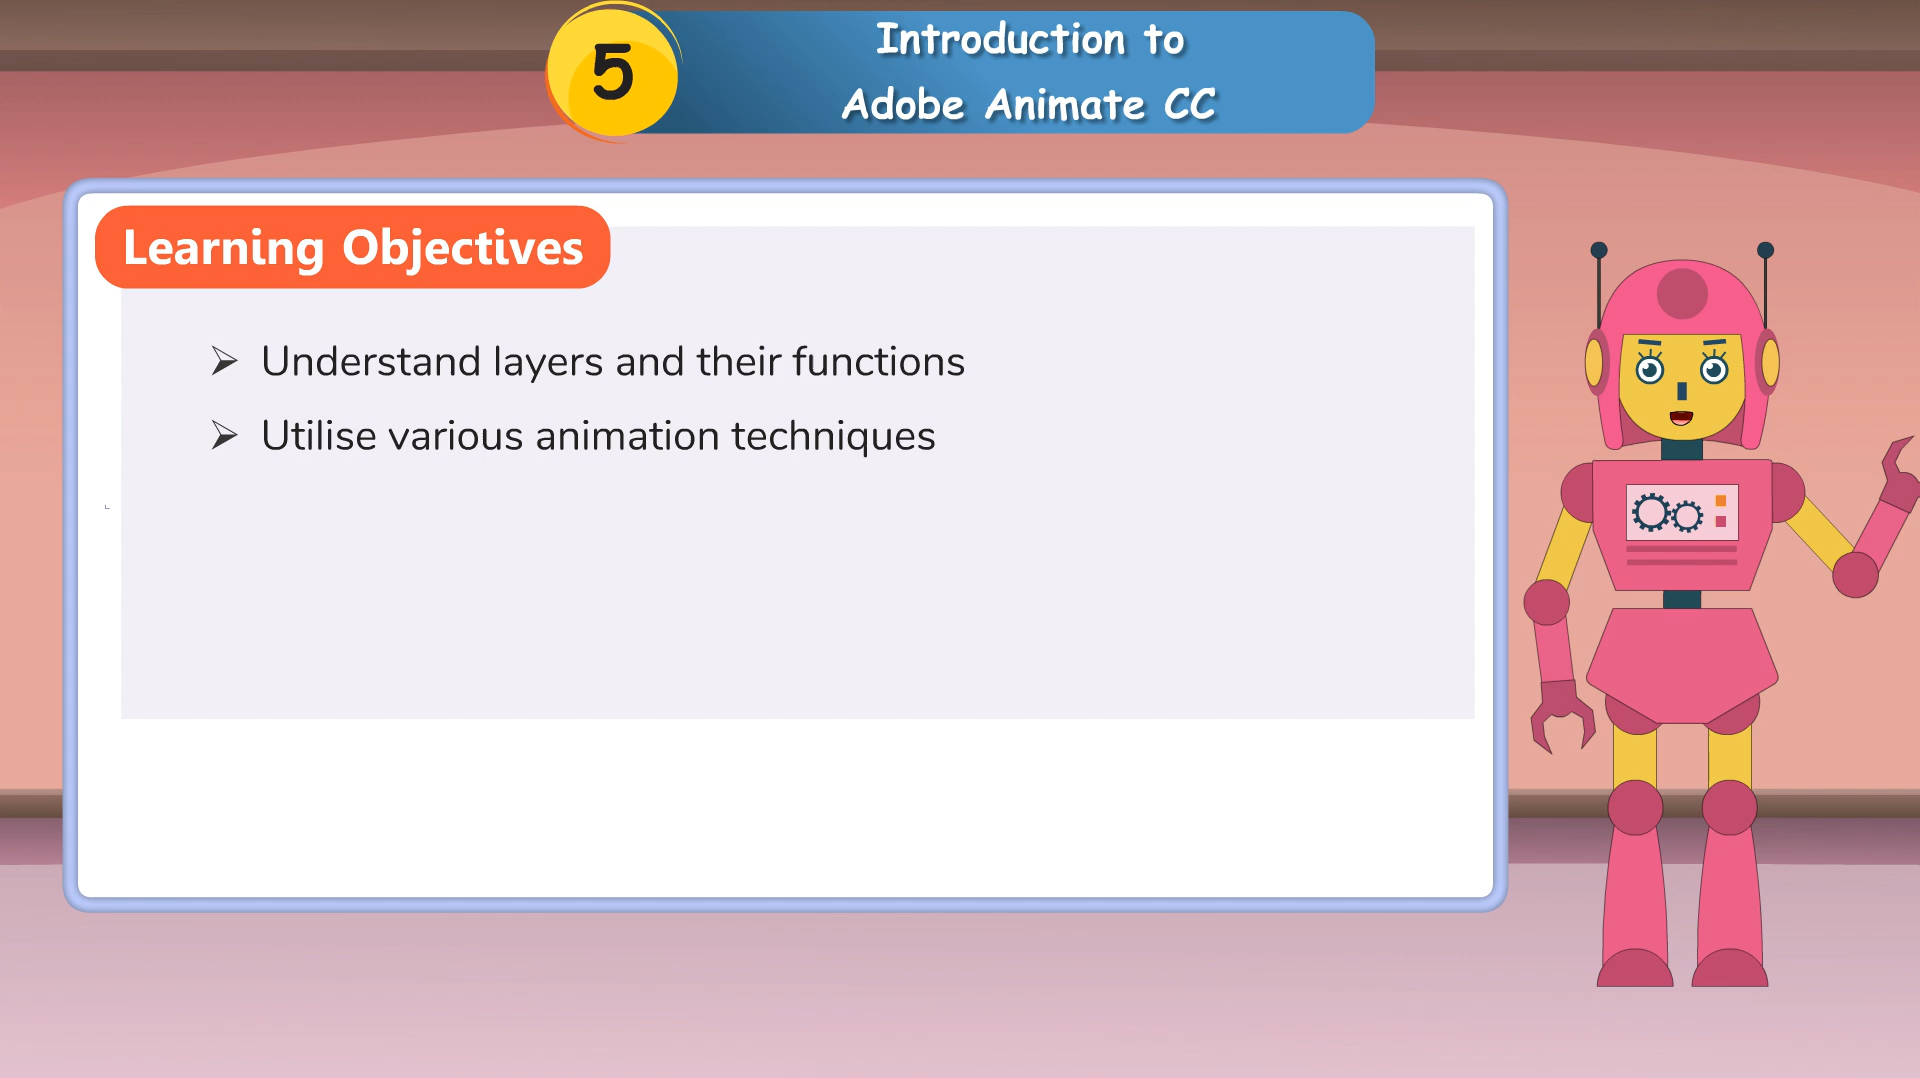 5
Introduction to
Adobe Animate CC
Learning Objectives
➢ Understand layers and their functions
➢ Utilise various animation techniques